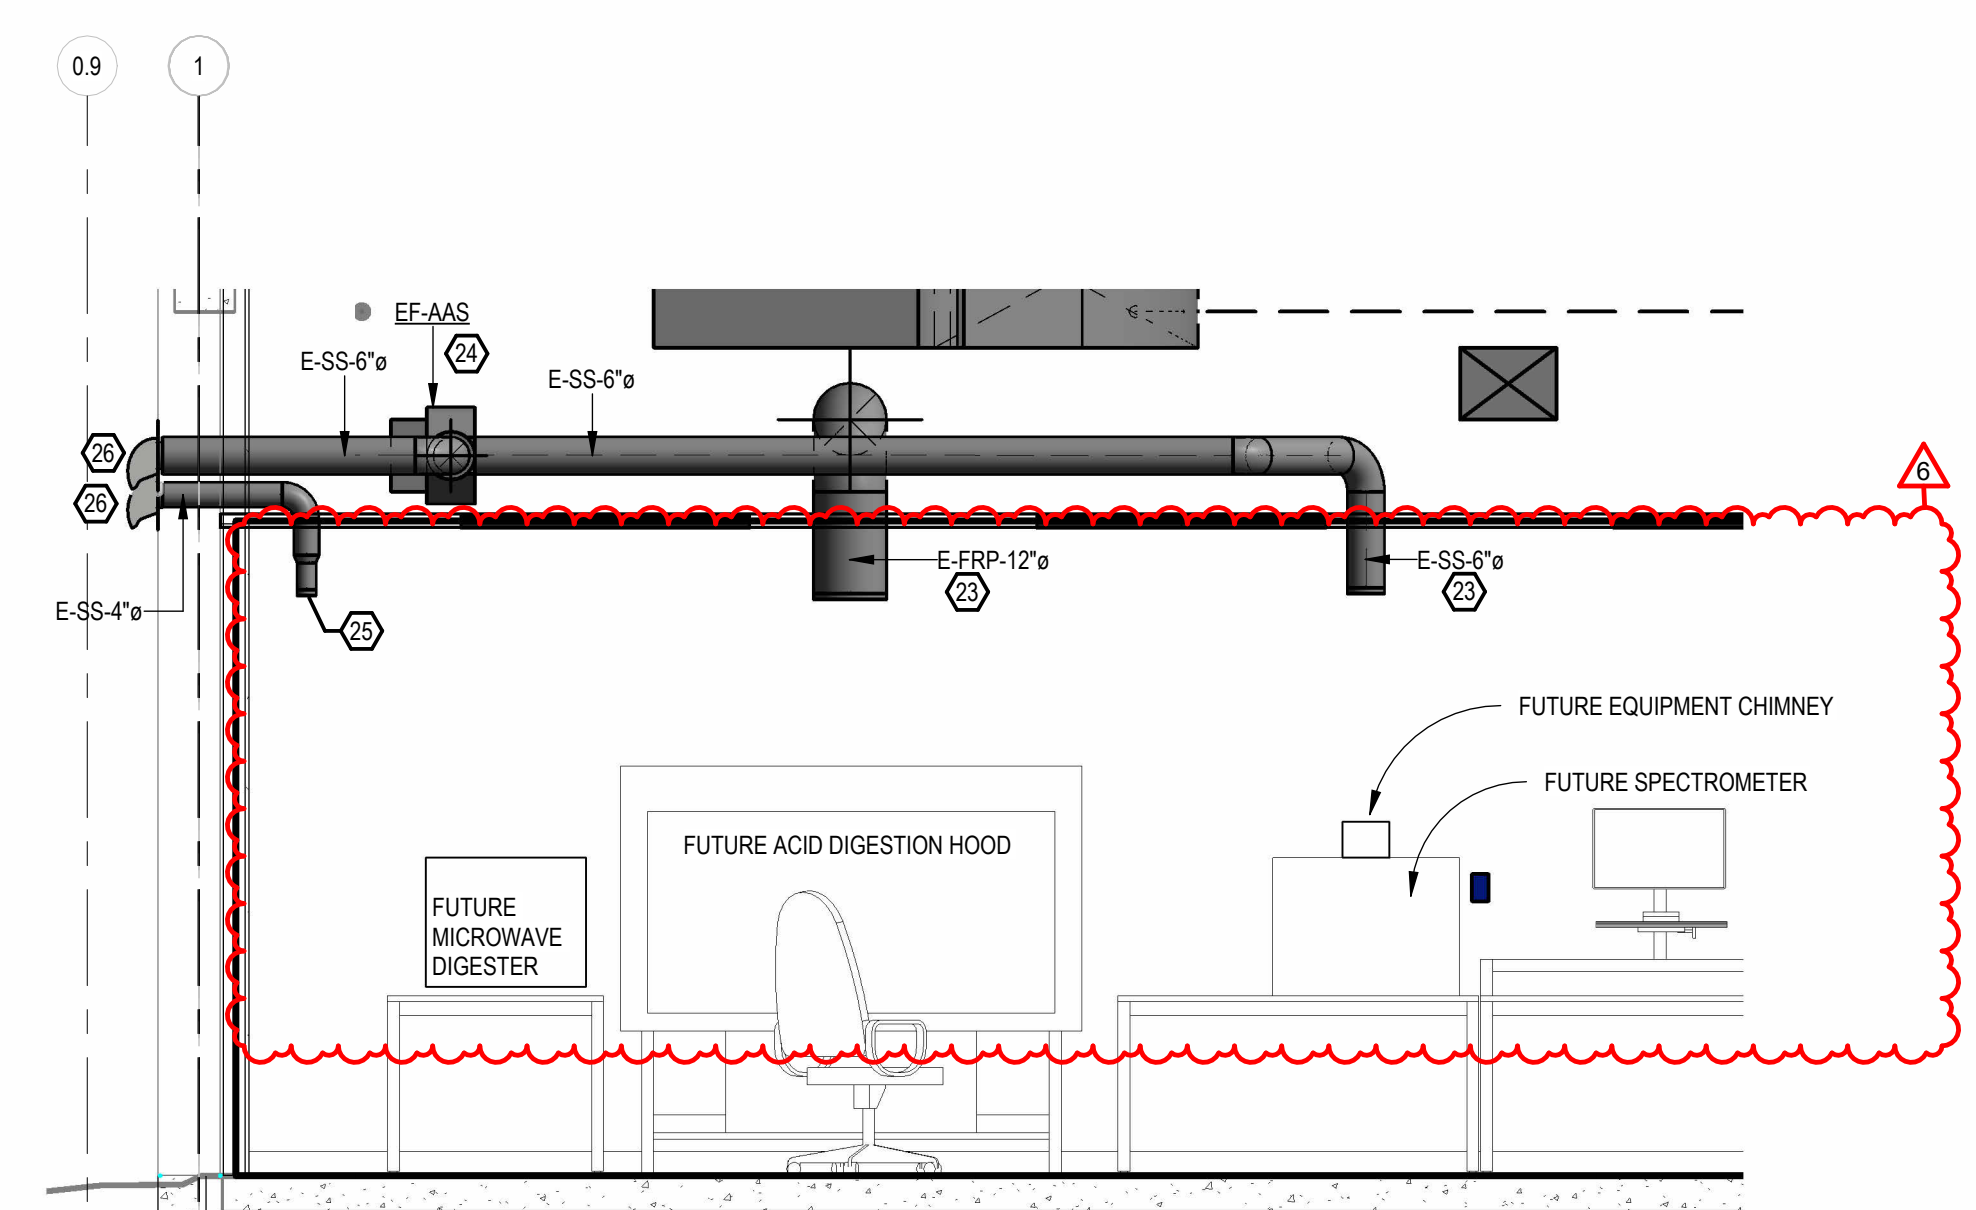 0.9
1
EF-AAS
24
E-SS-6"ø
E-SS-6"ø
26
26
6
E-FRP-12"ø
23
E-SS-6"ø
23
E-SS-4"ø
25
FUTURE EQUIPMENT CHIMNEY
FUTURE SPECTROMETER
FUTURE ACID DIGESTION HOOD
FUTURE
MICROWAVE
DIGESTER